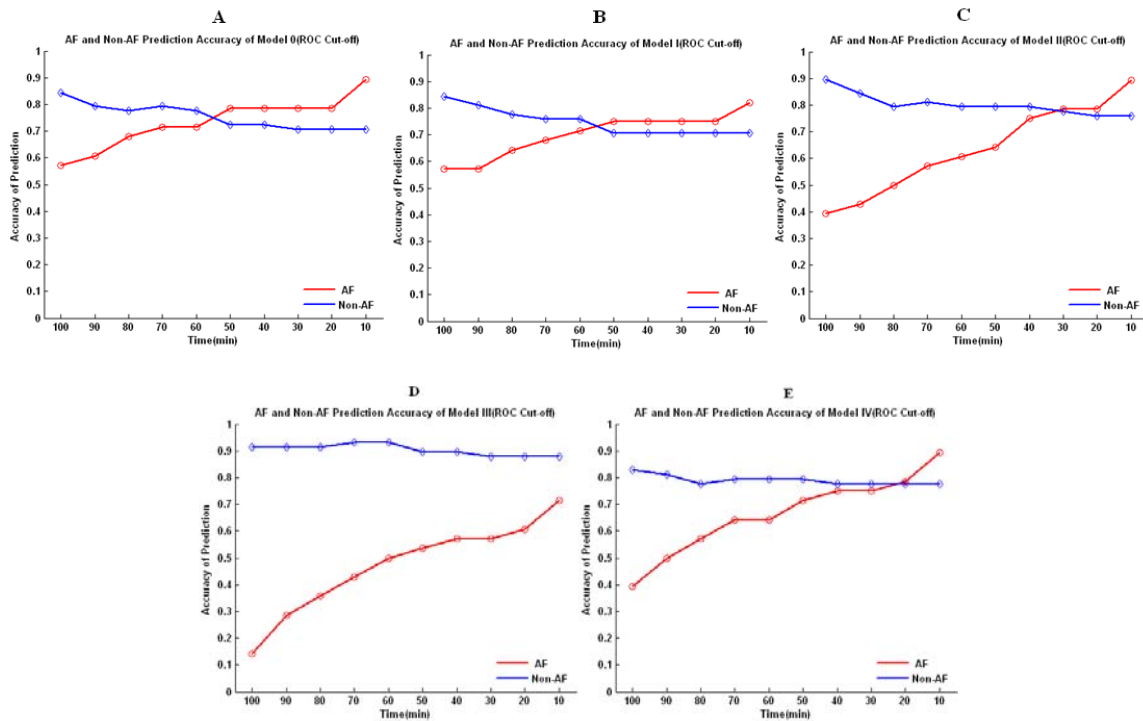 A
AF and Non-AF Prediction Accuracy of Model 0(ROC Cut-off)
1
0.9
0.8
0.7
0.6
0.5
0.4
0.3
0.2
0.1
0
Accuracy of Prediction
AF
Non-AF
100 90 80 70 60 50 40 30 20 10
Time(min)
B
AF and Non-AF Prediction Accuracy of Model I(ROC Cut-off)
1
0.9
0.8
0.7
0.6
0.5
0.4
0.3
0.2
0.1
0
Accuracy of Prediction
AF
Non-AF
100 90 80 70 60 50 40 30 20 10
Time(min)
C
AF and Non-AF Prediction Accuracy of Model II(ROC Cut-off)
1
0.9
0.8
0.7
0.6
0.5
0.4
0.3
0.2
0.1
0
Accuracy of Prediction
AF
Non-AF
100 90 80 70 60 50 40 30 20 10
Time(min)
D
AF and Non-AF Prediction Accuracy of Model III(ROC Cut-off)
1
0.9
0.8
0.7
0.6
0.5
0.4
0.3
0.2
0.1
0
Accuracy of Prediction
AF
Non-AF
100 90 80 70 60 50 40 30 20 10
Time(min)
E
AF and Non-AF Prediction Accuracy of Model IV(ROC Cut-off)
1
0.9
0.8
0.7
0.6
0.5
0.4
0.3
0.2
0.1
0
Accuracy of Prediction
AF
Non-AF
100 90 80 70 60 50 40 30 20 10
Time(min)